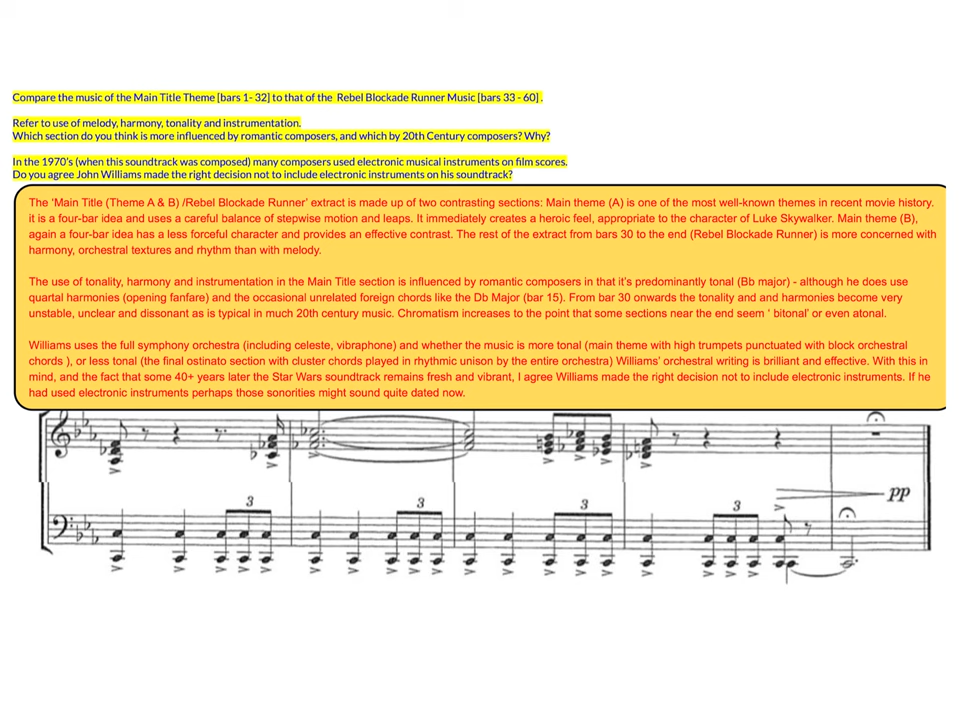 Compare the music of the Main Title Theme [bars 1- 32] to that of the Rebel Blockade Runner Music [bars 33 - 60] .
Refer to use of melody, harmony, tonality and instrumentation.
Which section do you think is more influenced by romantic composers, and which by 20th Century composers? Why?
In the 1970's (when this soundtrack was composed) many composers used electronic musical instruments on film scores.
Do you agree John Williams made the right decision not to include electronic instruments on his soundtrack?
The 'Main Title (Theme A & B) /Rebel Blockade Runner' extract is made up of two contrasting sections: Main theme (A) is one of the most well-known themes in recent movie history.
it is a four-bar idea and uses a careful balance of stepwise motion and leaps. It immediately creates a heroic feel, appropriate to the character of Luke Skywalker. Main theme (B),
again a four-bar idea has a less forceful character and provides an effective contrast. The rest of the extract from bars 30 to the end (Rebel Blockade Runner) is more concerned with
harmony, orchestral textures and rhythm than with melody.
The use of tonality, harmony and instrumentation in the Main Title section is influenced by romantic composers in that it's predominantly tonal (Bb major) - although he does use
quartal harmonies (opening fanfare) and the occasional unrelated foreign chords like the Db Major (bar 15). From bar 30 onwards the tonality and and harmonies become very
unstable, unclear and dissonant as is typical in much 20th century music. Chromatism increases to the point that some sections near the end seem ' bitonal' or even atonal.
Williams uses the full symphony orchestra (including celeste, vibraphone) and whether the music is more tonal (main theme with high trumpets punctuated with block orchestral
chords ), or less tonal (the final ostinato section with cluster chords played in rhythmic unison by the entire orchestra) Williams' orchestral writing is brilliant and effective. With this in
mind, and the fact that some 40+ years later the Star Wars soundtrack remains fresh and vibrant, I agree Williams made the right decision not to include electronic instruments. If he
had used electronic instruments perhaps those sonorities might sound quite dated now.
pp
3 3 3 3